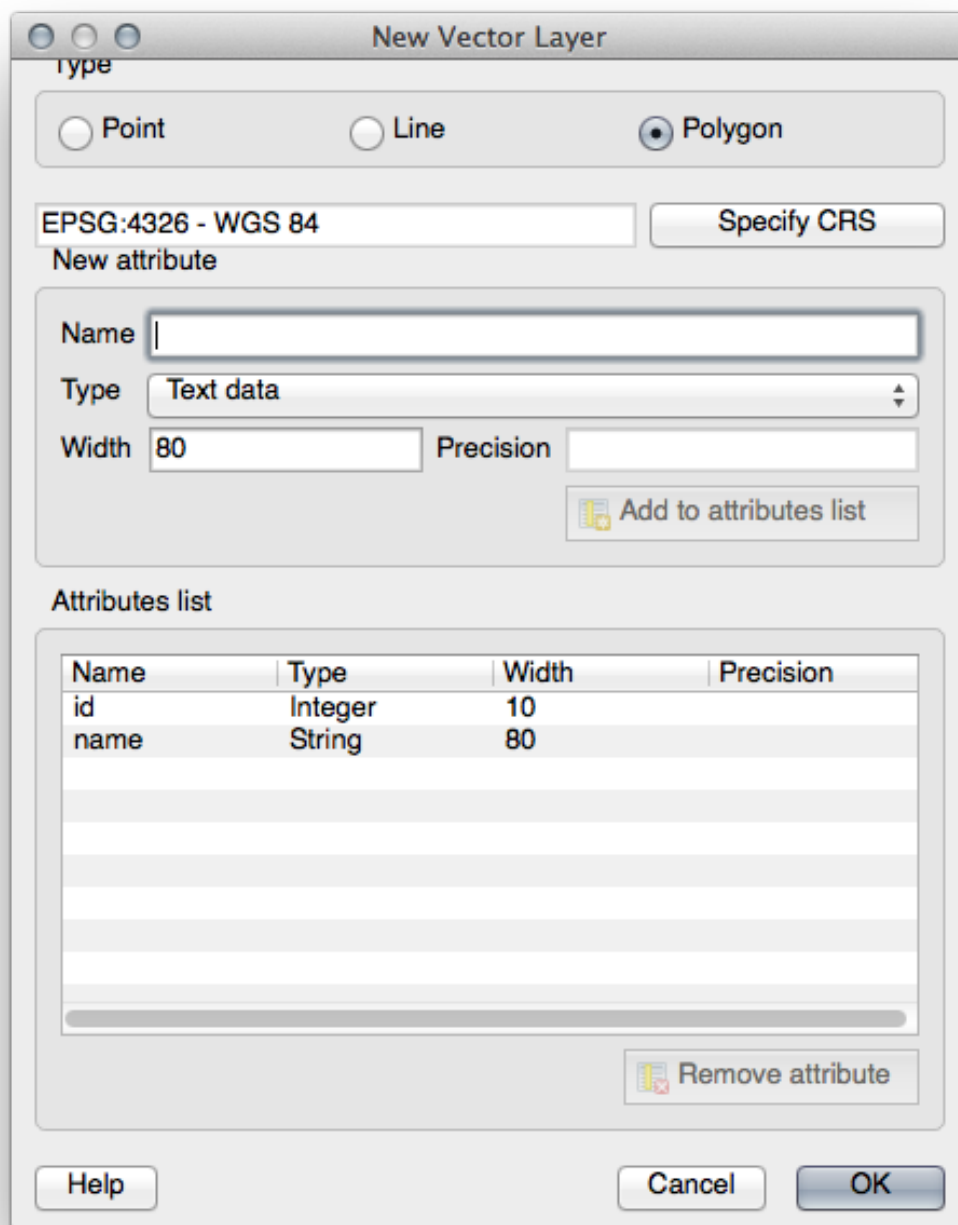 New Vector Layer
Type
Point Line Polygon
EPSG:4326 - WGS 84 Specify CRS
New attribute
Name
Type Text data
Width 80 Precision
Add to attributes list
Attributes list
Name Type Width Precision
id Integer 10
name String 80
Remove attribute
Help Cancel OK